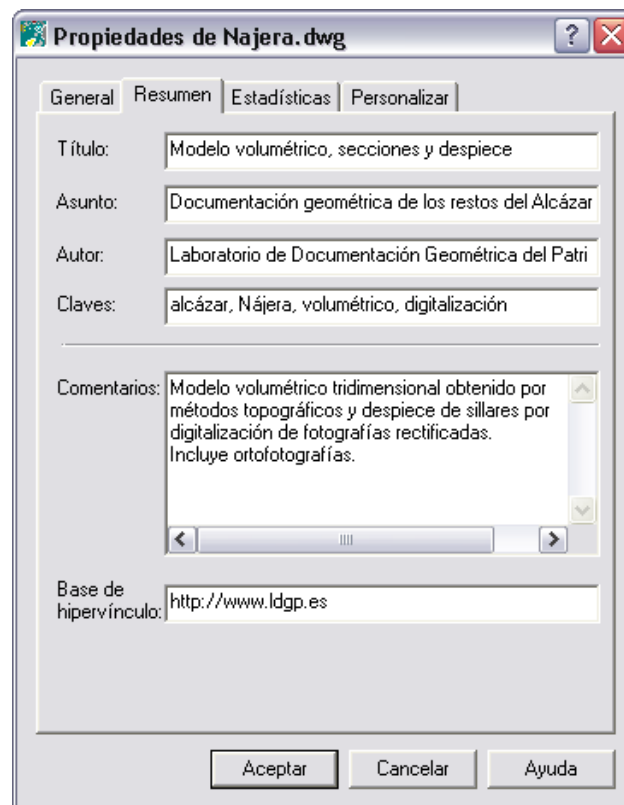 Propiedades de Najera.dwg
General Resumen Estadísticas Personalizar
Título: Modelo volumétrico, secciones y despiece
Asunto: Documentación geométrica de los restos del Alcázar
Autor: Laboratorio de Documentación Geométrica del Patri
Claves: alcázar, Nájera, volumétrico, digitalización
Comentarios: Modelo volumétrico tridimensional obtenido por
métodos topográficos y despiece de sillares por
digitalización de fotografías rectificadas.
Incluye ortofotografías.
Base de
hipervínculo: http://www.ldgp.es
Aceptar Cancelar Ayuda